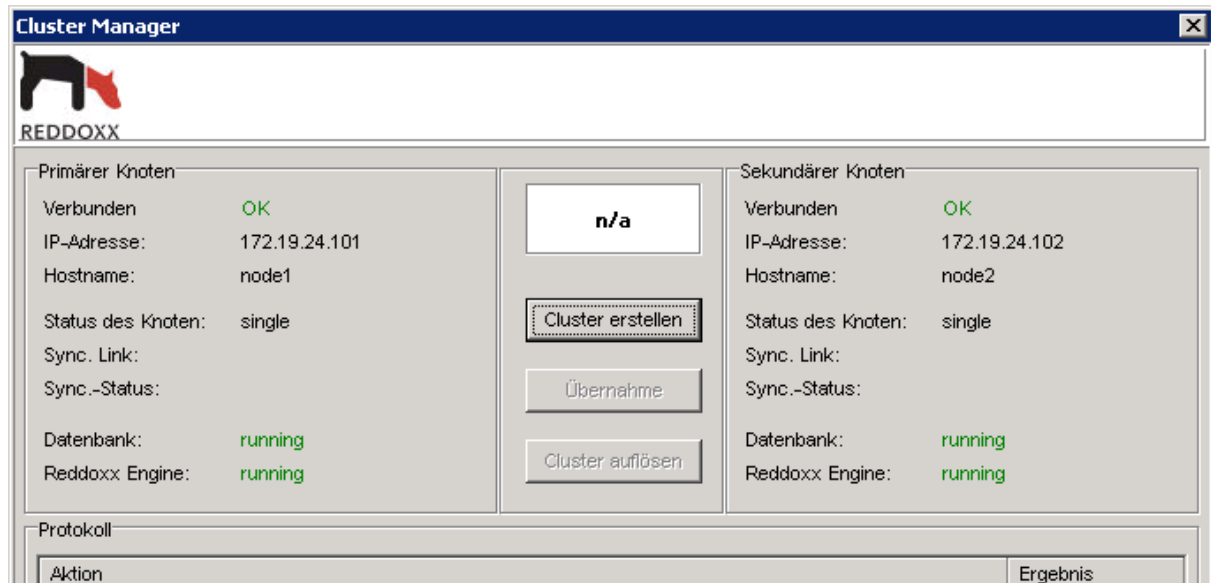 Cluster Manager
REDDOXX
Primärer Knoten
Verbunden OK
IP-Adresse: 172.19.24.101
Hostname: node1
Status des Knoten: single
Sync. Link:
Sync.-Status:
Datenbank: running
Reddoxx Engine: running
n/a
Cluster erstellen
Übernahme
Cluster auflösen
Sekundärer Knoten
Verbunden OK
IP-Adresse: 172.19.24.102
Hostname: node2
Status des Knoten: single
Sync. Link:
Sync.-Status:
Datenbank: running
Reddoxx Engine: running
Protokoll
Aktion Ergebnis